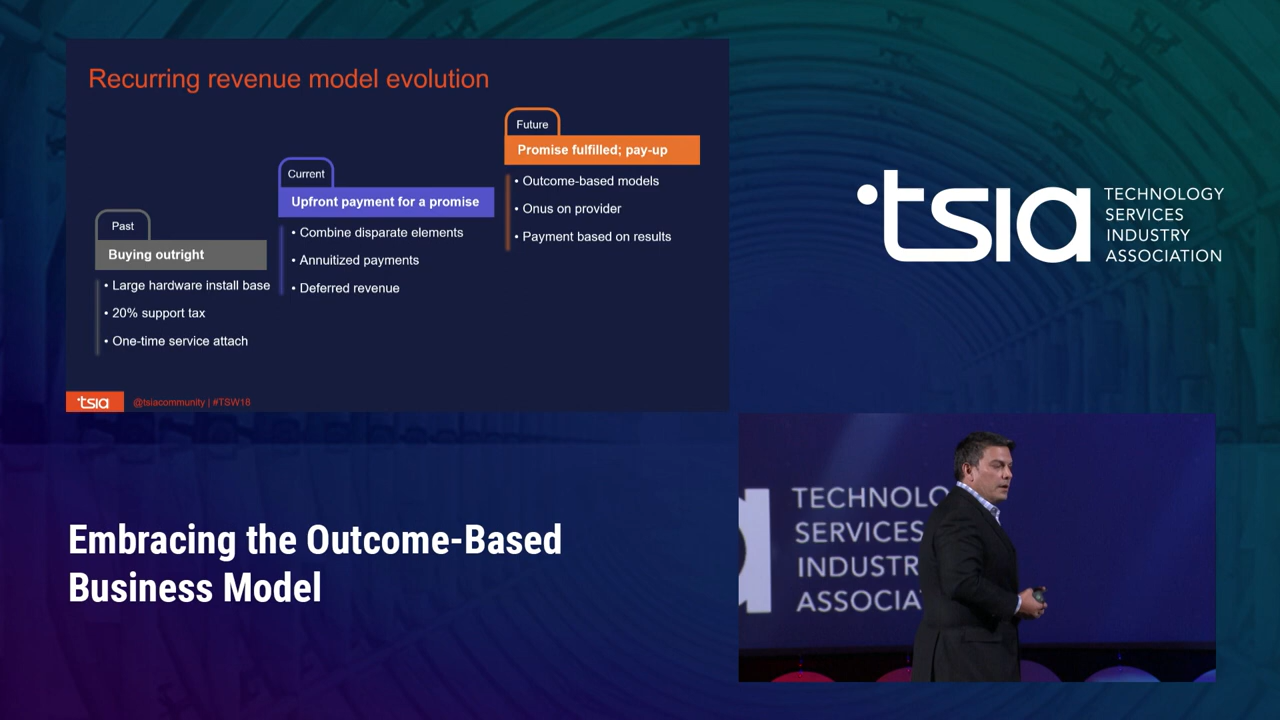 Recurring revenue model evolution
Past
Buying outright
• Large hardware install base
• 20% support tax
• One-time service attach
Current
Upfront payment for a promise
• Combine disparate elements
• Annuitized payments
• Deferred revenue
Future
Promise fulfilled; pay-up
• Outcome-based models
• Onus on provider
• Payment based on results
tsia
@tsiacommunity | #TSW18
tsia
TECHNOLOGY
SERVICES
INDUSTRY
ASSOCIATION
Embracing the Outcome-Based
Business Model
a
TECHNOLO
SERVICES
INDUSTR
ASSOCIA